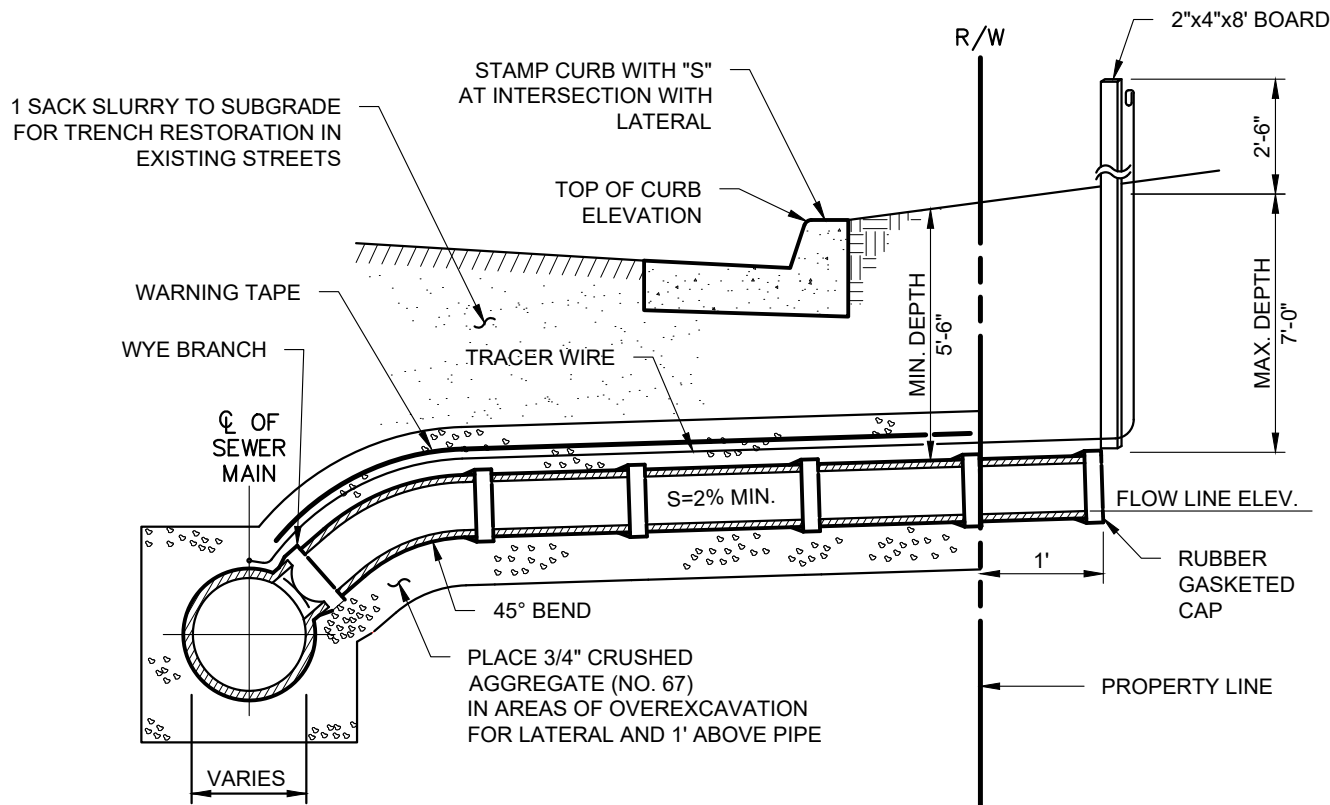 2"x4"x8' BOARD
R/W
STAMP CURB WITH "S"
AT INTERSECTION WITH
LATERAL
1 SACK SLURRY TO SUBGRADE
FOR TRENCH RESTORATION IN
EXISTING STREETS
2'-6"
TOP OF CURB
ELEVATION
WARNING TAPE
MIN. DEPTH
5'-6"
MAX. DEPTH
7'-0"
WYE BRANCH
TRACER WIRE
℄ OF
SEWER
MAIN
S=2% MIN.
FLOW LINE ELEV.
1'
RUBBER
GASKETED
CAP
45° BEND
PLACE 3/4" CRUSHED
AGGREGATE (NO. 67)
IN AREAS OF OVEREXCAVATION
FOR LATERAL AND 1' ABOVE PIPE
PROPERTY LINE
VARIES